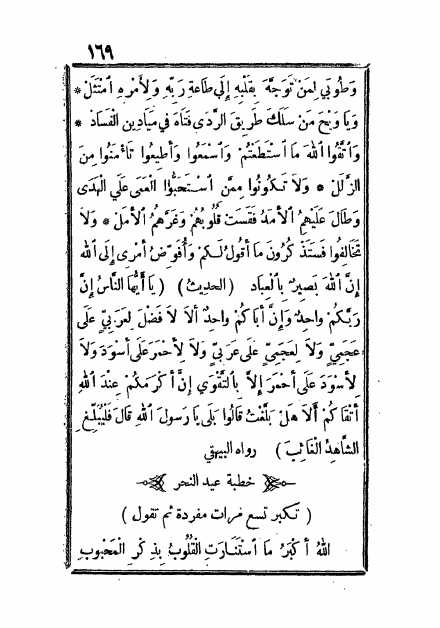 ١٦٩
وَطُوبَي لِمَنْ تَوَجَّهَ بِقَلْبِهِ إِلَي طَاعَةِ رَبِّهِ وَلِأَمْرِهِ امْتَثَلْ *
وَيَا وَيْحَ مَنْ سَلَكَ طَرِيقَ الرَّدَي فَتَاهَ فِي مَيَادِينِ الْفَسَادْ *
وَاتَّقُوا اللهَ مَا اسْتَطَعْتُمْ وَاسْمَعُوا وَأَطِيعُوا تَأْمَنُوا مِنَ
الزَّلَلْ * وَلَا تَكُونُوا مِمَّنِ اسْتَحَبُّوا الْعَمَي عَلَي الْهُدَي
وَطَالَ عَلَيْهِمُ الْأَمَدُ فَقَسَتْ قُلُوبُهُمْ وَغَرَّهُمُ الْأَمَلْ * وَلَا
تُخَالِفُوا فَسَتَذْكُرُونَ مَا أَقُولُ لَكُمْ وَأُفَوِّضُ أَمْرِي إِلَي اللهِ
إِنَّ اللهَ بَصِيرٌ بِالْعِبَادِ (الحديث) (يَا أَيُّهَا النَّاسُ إِنَّ
رَبَّكُمْ وَاحِدٌ وَإِنَّ أَبَاكُمْ وَاحِدٌ أَلَا لَا فَضْلَ لِعَرَبِيٍّ عَلَي
عَجَمِيٍّ وَلَا لِعَجَمِيٍّ عَلَي عَرَبِيٍّ وَلَا لِأَحْمَرَ عَلَي أَسْوَدَ وَلَا
لِأَسْوَدَ عَلَي أَحْمَرَ إِلَّا بِالتَّقْوَي إِنَّ أَكْرَمَكُمْ عِنْدَ اللهِ
أَتْقَاكُمْ أَلَا هَلْ بَلَّغْتُ قَالُوا بَلَي يَا رَسُولَ اللهِ قَالَ فَلْيُبَلِّغِ
الشَّاهِدُ الْغَائِبَ) رواه البيهقي
خطبة عيد النحر
(تكبر تسع مرات مفردة ثم تقول)
اللهُ أَكْبَرُ مَا اسْتَنَارَتِ الْقُلُوبُ بِذِكْرِ الْمَحْبُوبِ